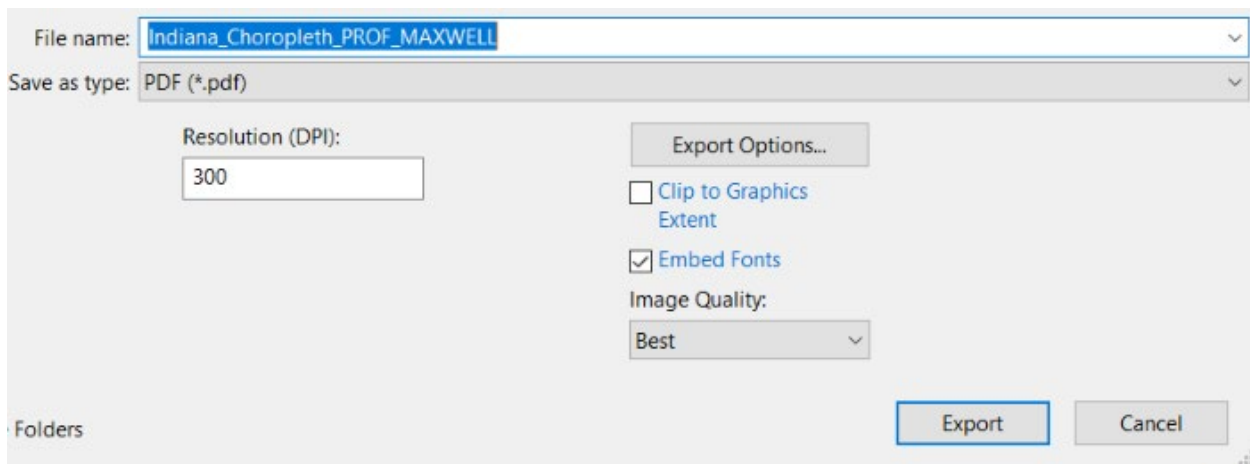 File name: Indiana_Choropleth_PROF_MAXWELL
Save as type: PDF (*.pdf)
Resolution (DPI):
300
Export Options...
Clip to Graphics
Extent
Embed Fonts
Image Quality:
Best
Folders
Export
Cancel